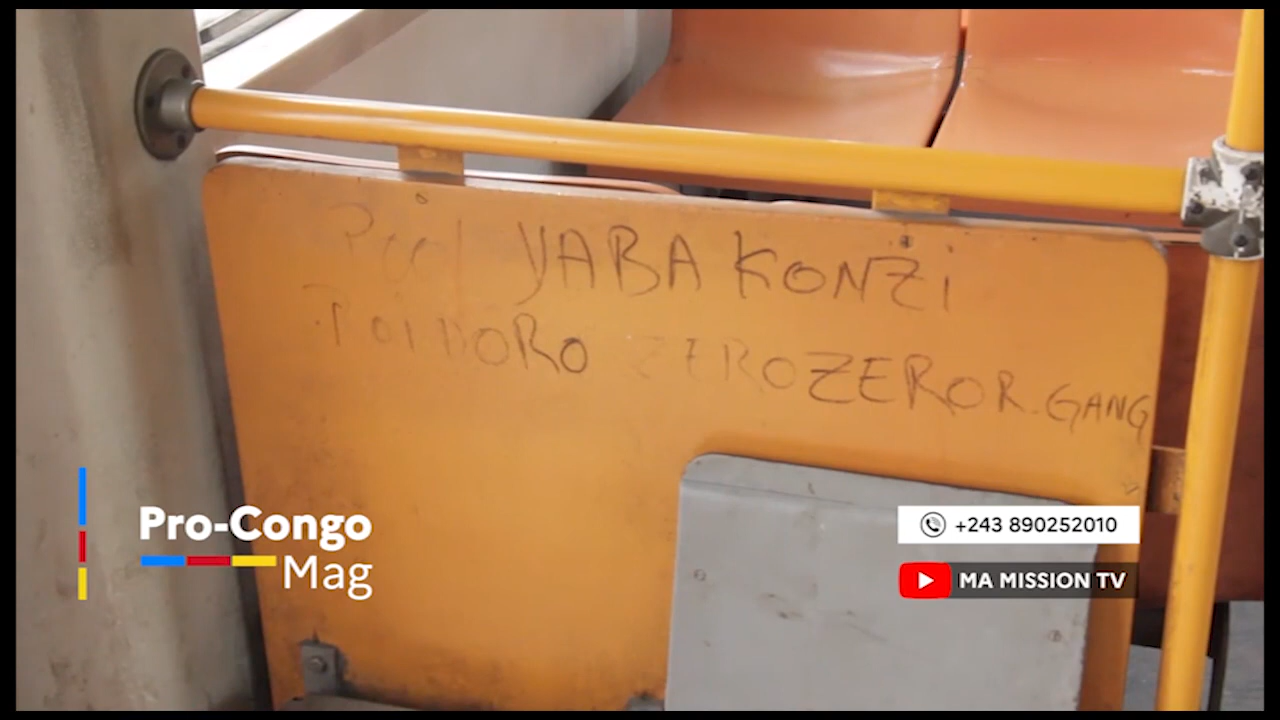 YABA KONZI
ZEROZEROR.GANG
Pro-Congo
Mag
+243 890252010
MA MISSION TV